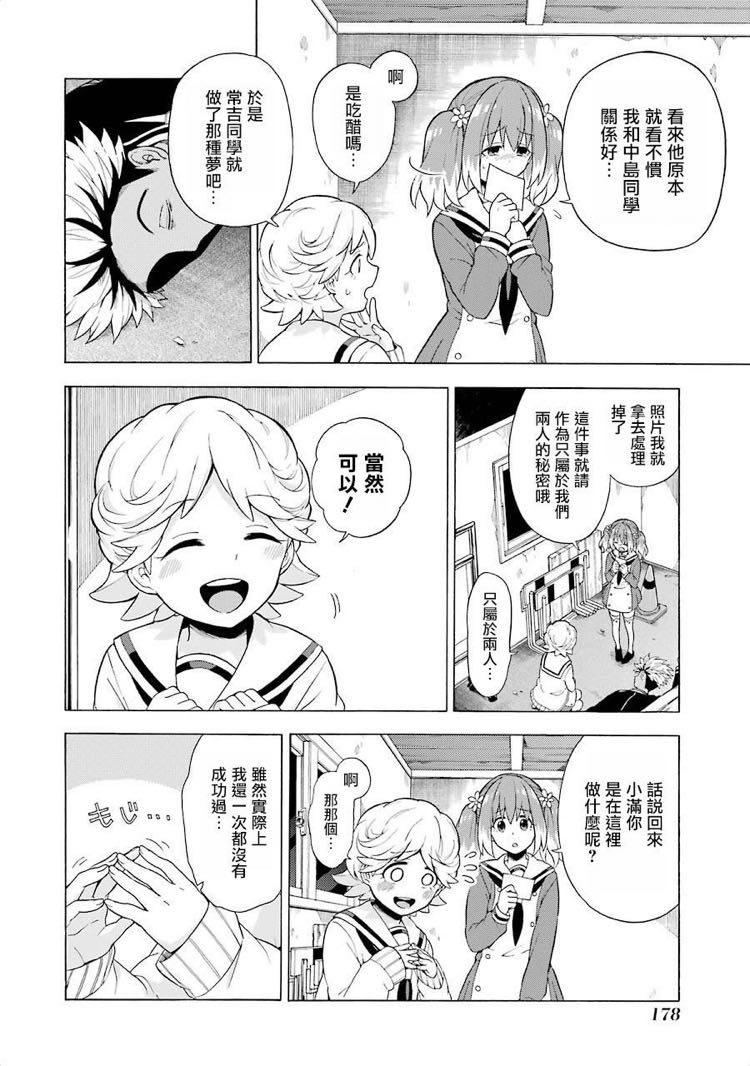 看來他原本
就看不慣
我和中島同學
關係好…
啊
是吃醋嗎…
於是
常吉同學就
做了那種夢吧…
照片我就
拿去處理
掉了
這件事就請
作為只屬於我們
兩人的秘密哦
只屬於兩人…
當然
可以！
話說回來
小滿你
是在這裡
做什麼呢？
啊
那那個…
雖然實際上
我還一次都沒有
成功過…
もじ…
178